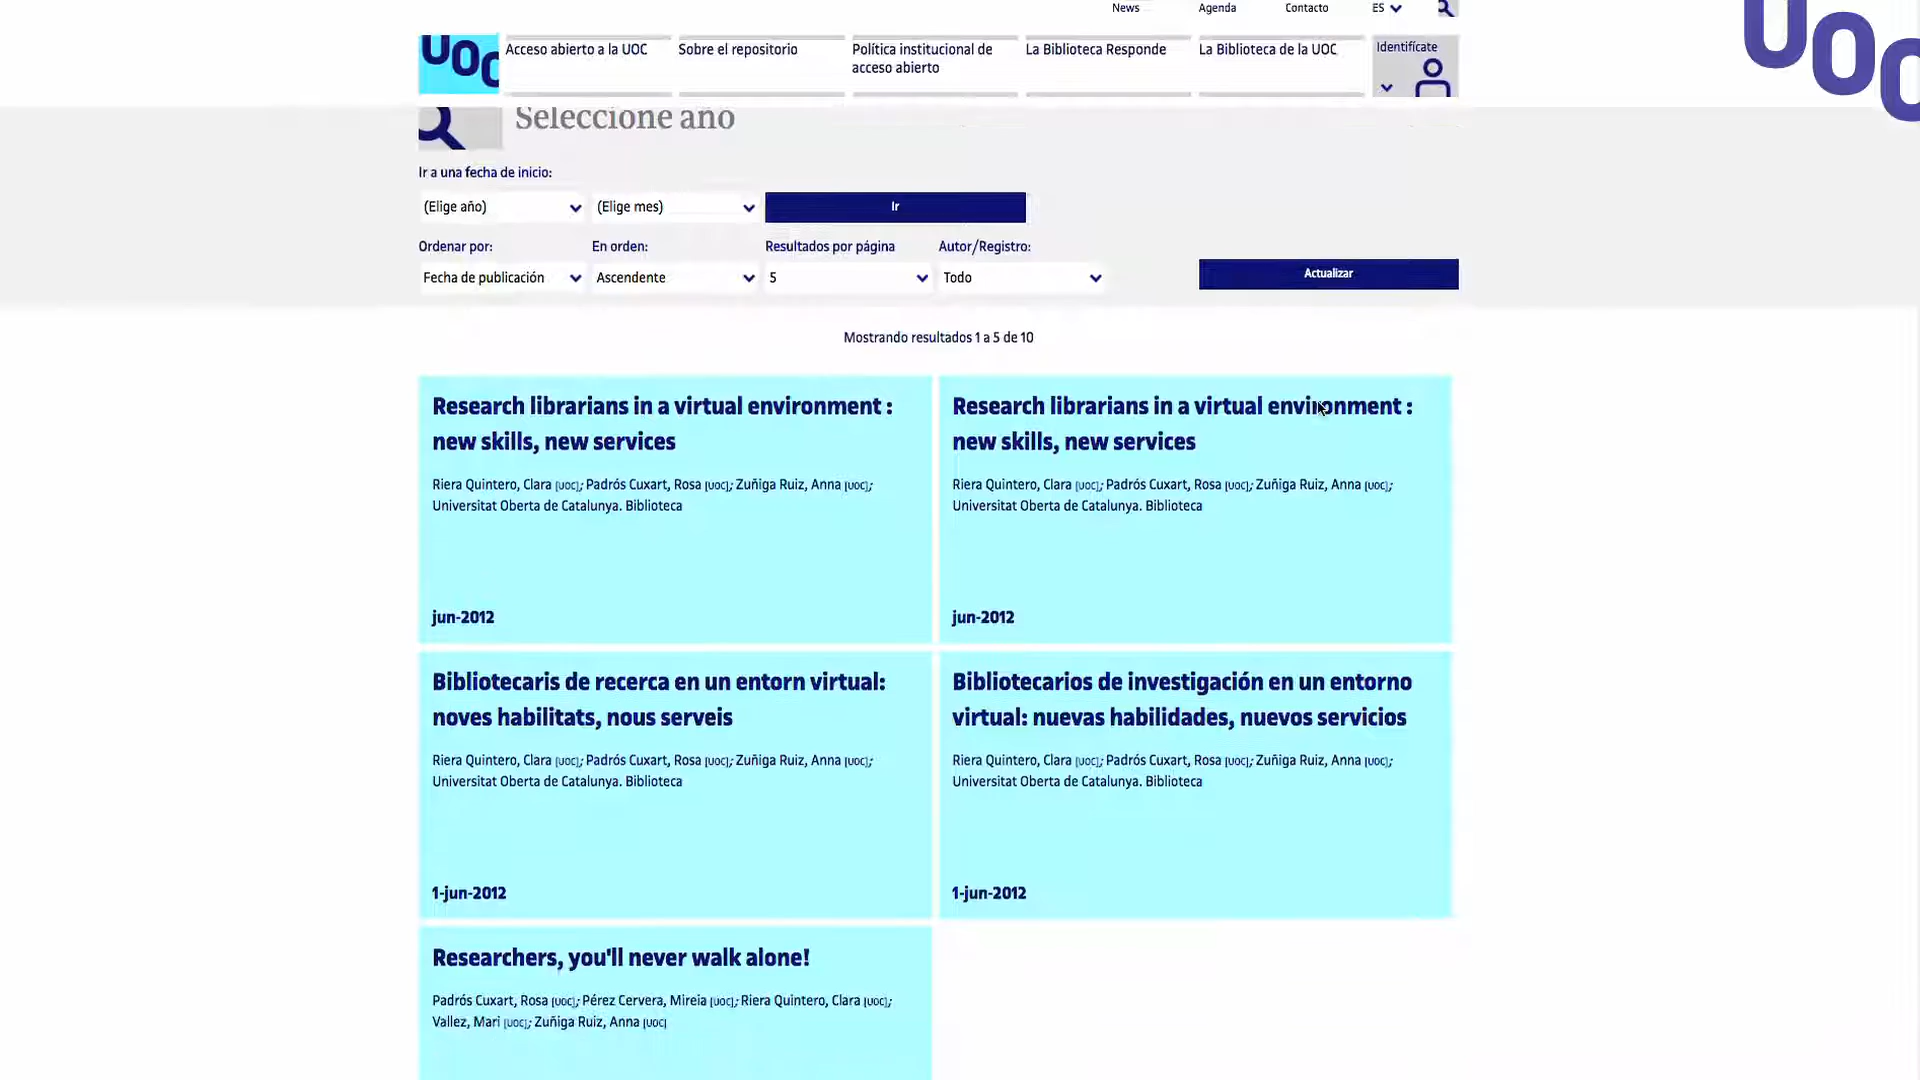 News
Agenda
Contacto
ES
UOC
Acceso abierto a la UOC
Sobre el repositorio
Política institucional de
acceso abierto
La Biblioteca Responde
La Biblioteca de la UOC
Identifícate
UOC
Seleccione año
Ir a una fecha de inicio:
(Elige año)
(Elige mes)
Ir
Ordenar por:
En orden:
Resultados por página
Autor/Registro:
Fecha de publicación
Ascendente
5
Todo
Actualizar
Mostrando resultados 1 a 5 de 10
Research librarians in a virtual environment :
new skills, new services
Riera Quintero, Clara [UOC]; Padrós Cuxart, Rosa [UOC]; Zuñiga Ruiz, Anna [UOC];
Universitat Oberta de Catalunya. Biblioteca
jun-2012
Research librarians in a virtual environment :
new skills, new services
Riera Quintero, Clara [UOC]; Padrós Cuxart, Rosa [UOC]; Zuñiga Ruiz, Anna [UOC];
Universitat Oberta de Catalunya. Biblioteca
jun-2012
Bibliotecaris de recerca en un entorn virtual:
noves habilitats, nous serveis
Riera Quintero, Clara [UOC]; Padrós Cuxart, Rosa [UOC]; Zuñiga Ruiz, Anna [UOC];
Universitat Oberta de Catalunya. Biblioteca
1-jun-2012
Bibliotecarios de investigación en un entorno
virtual: nuevas habilidades, nuevos servicios
Riera Quintero, Clara [UOC]; Padrós Cuxart, Rosa [UOC]; Zuñiga Ruiz, Anna [UOC];
Universitat Oberta de Catalunya. Biblioteca
1-jun-2012
Researchers, you'll never walk alone!
Padrós Cuxart, Rosa [UOC]; Pérez Cervera, Mireia [UOC]; Riera Quintero, Clara [UOC];
Vallez, Mari [UOC]; Zuñiga Ruiz, Anna [UOC]